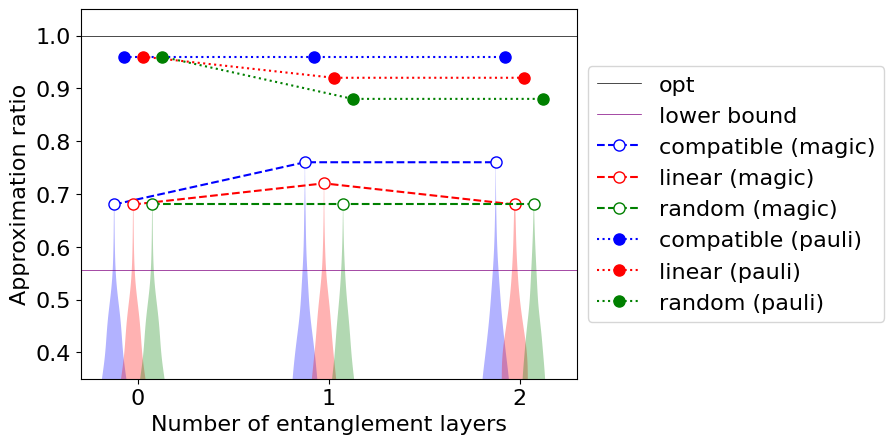 1.0
0.9
0.8
0.7
0.6
0.5
0.4
Approximation ratio
0
1
2
Number of entanglement layers
opt
lower bound
compatible (magic)
linear (magic)
random (magic)
compatible (pauli)
linear (pauli)
random (pauli)